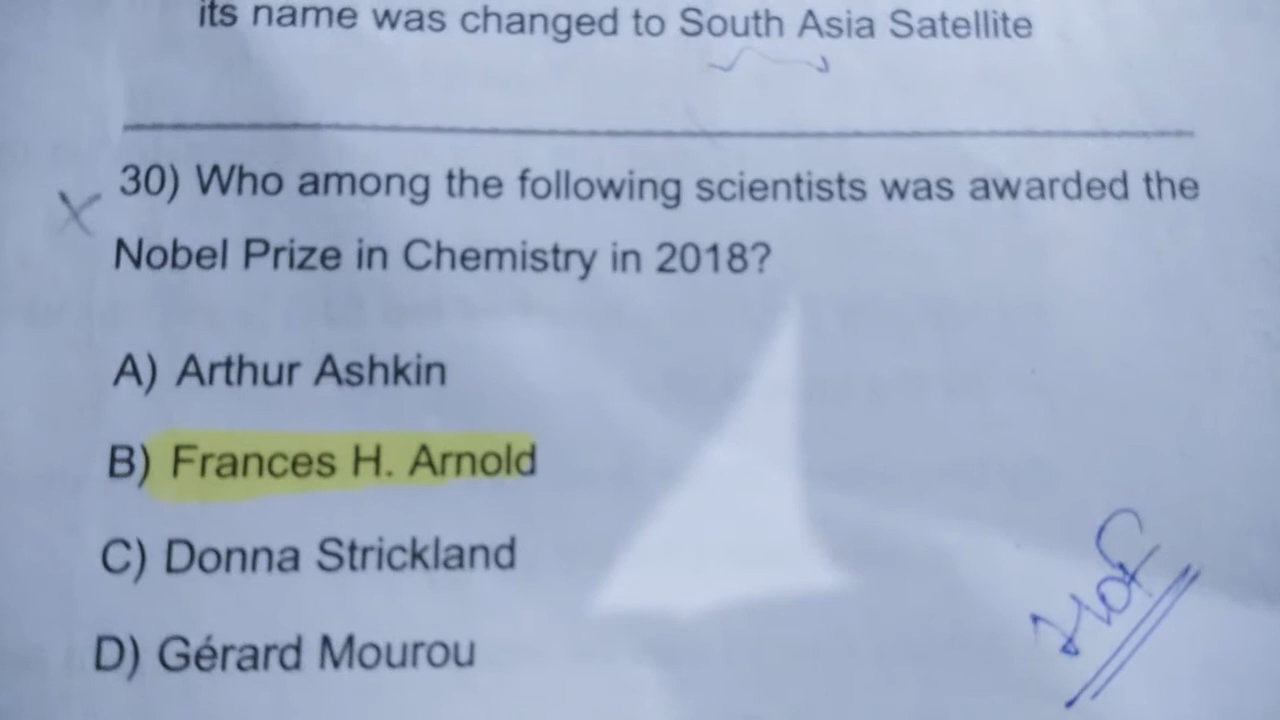 its name was changed to South Asia Satellite
30) Who among the following scientists was awarded the
Nobel Prize in Chemistry in 2018?
A) Arthur Ashkin
B) Frances H. Arnold
C) Donna Strickland
D) Gérard Mourou